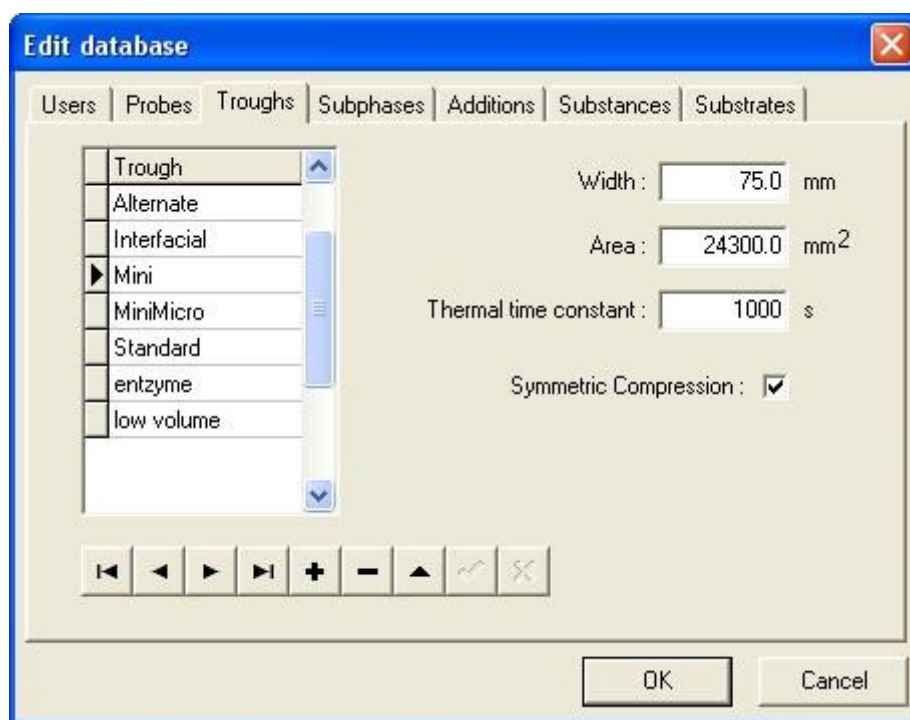 Edit database
Users Probes Troughs Subphases Additions Substances Substrates
Trough
Alternate
Interfacial
Mini
MiniMicro
Standard
entzyme
low volume
Width : 75.0 mm
Area : 24300.0 mm2
Thermal time constant : 1000 s
Symmetric Compression :
OK Cancel